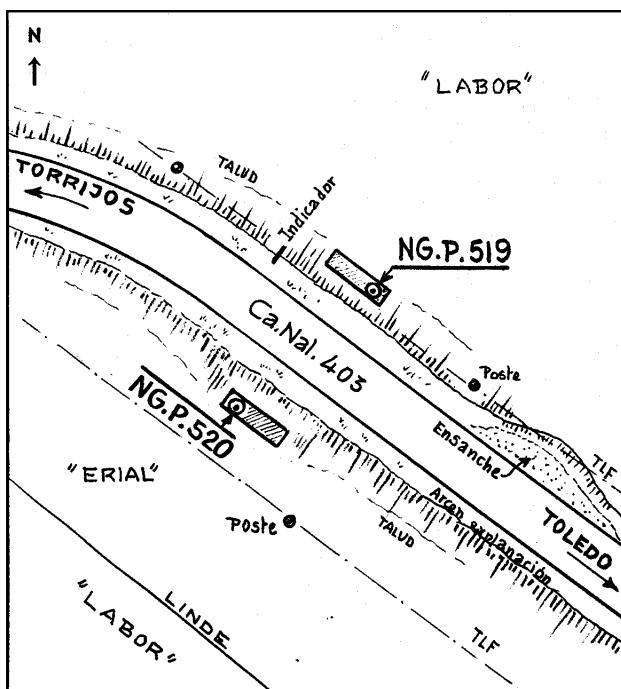 N
"LABOR"
TALUD
TORRIJOS
Indicador
NG.P.519
Ca.Nal. 403
Poste
NG.P.520
Ensanche
TLF
"ERIAL"
Poste
Arcen explanación
TOLEDO
TALUD
LINDE
TLF
"LABOR"